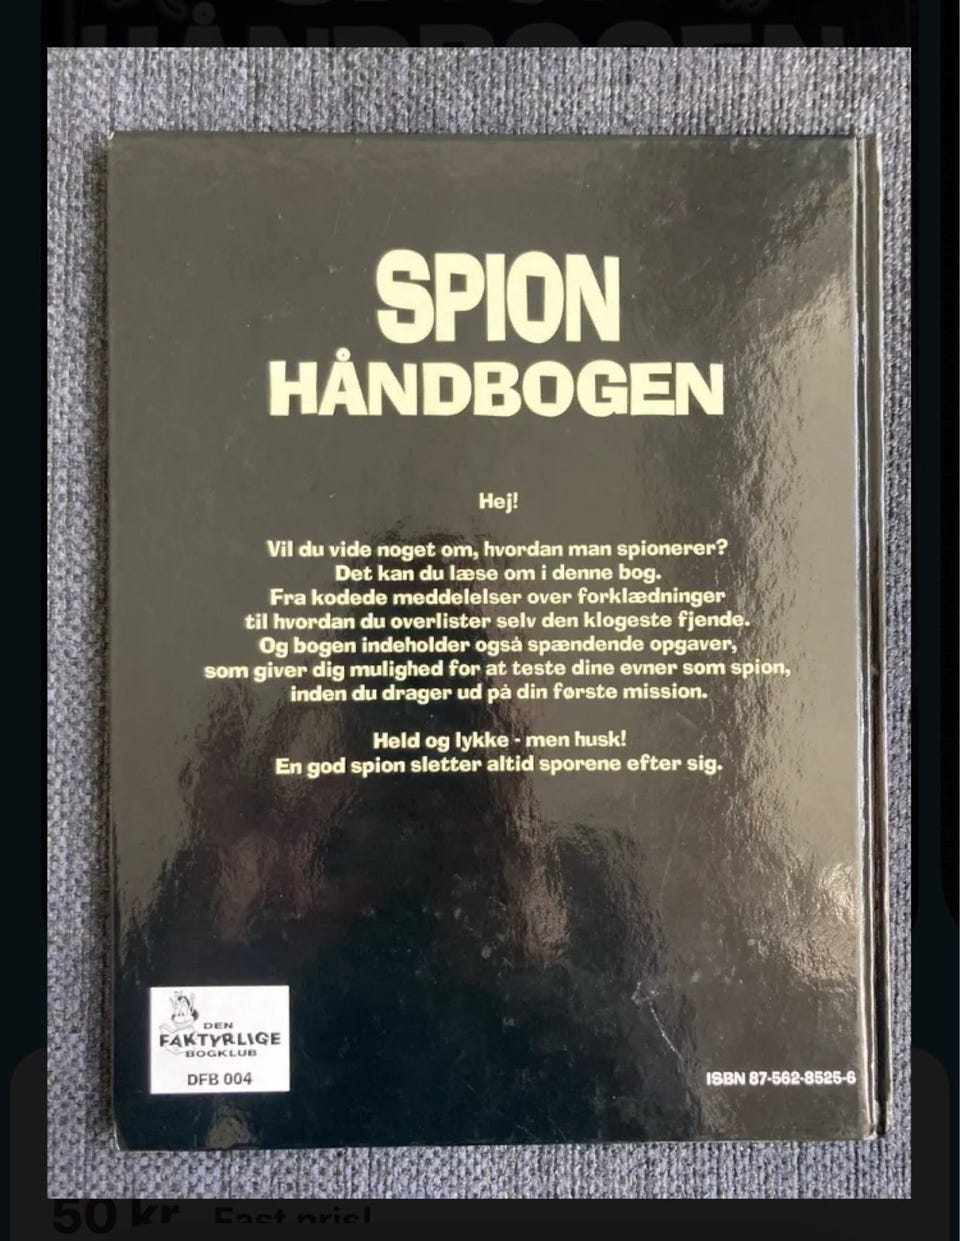 HÅNDBOGEN
SPION
HÅNDBOGEN
Hej!
Vil du vide noget om, hvordan man spionerer?
Det kan du læse om i denne bog.
Fra kodede meddelelser over forklædninger
til hvordan du overlister selv den klogeste fjende.
Og bogen indeholder også spændende opgaver,
som giver dig mulighed for at teste dine evner som spion,
inden du drager ud på din første mission.
Held og lykke - men husk!
En god spion sletter altid sporene efter sig.
DEN
FAKTYRLIGE
BOGKLUB
DFB 004
ISBN 87-562-8525-6
50 kr Fast pris!